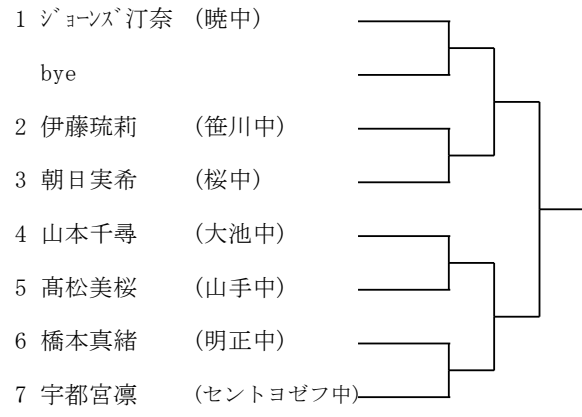 1 ｼﾞｮｰﾝｽﾞ汀奈 (暁中)
bye
2 伊藤琉莉 (笹川中)
3 朝日実希 (桜中)
4 山本千尋 (大池中)
5 髙松美桜 (山手中)
6 橋本真緒 (明正中)
7 宇都宮凛 (セントヨゼフ中)